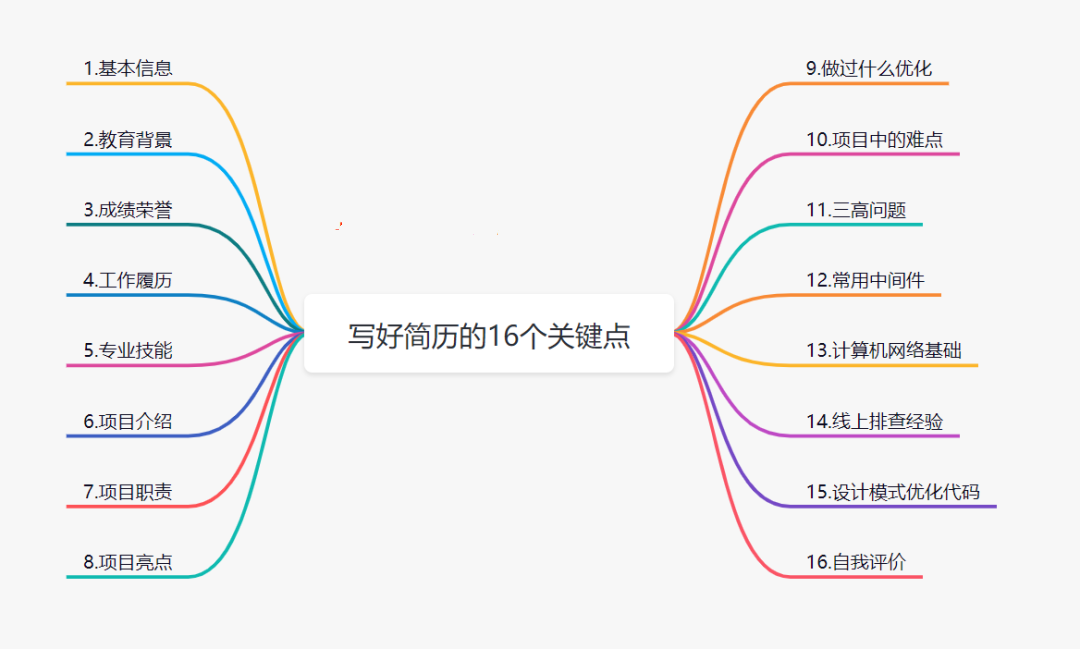 1.基本信息
2.教育背景
3.成绩荣誉
4.工作履历
5.专业技能
6.项目介绍
7.项目职责
8.项目亮点
写好简历的16个关键点
9.做过什么优化
10.项目中的难点
11.三高问题
12.常用中间件
13.计算机网络基础
14.线上排查经验
15.设计模式优化代码
16.自我评价